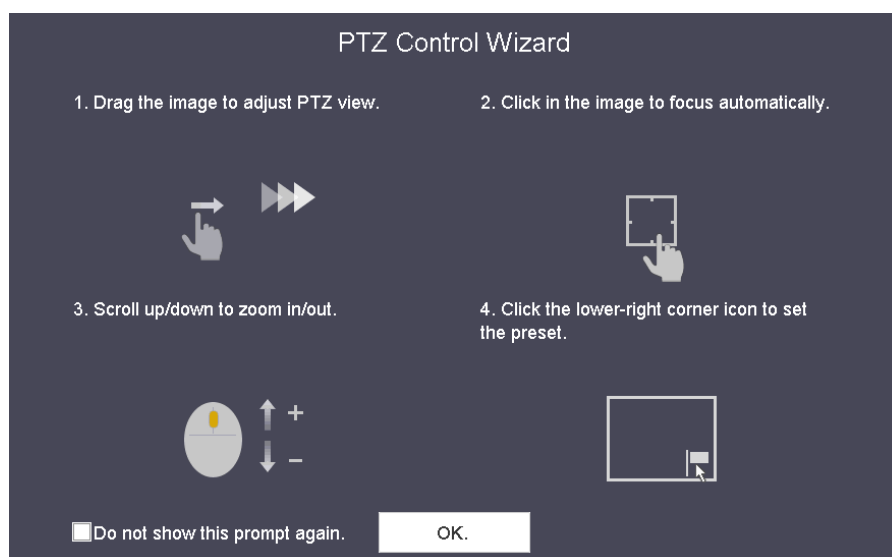 PTZ Control Wizard
1. Drag the image to adjust PTZ view.
2. Click in the image to focus automatically.
3. Scroll up/down to zoom in/out.
4. Click the lower-right corner icon to set
the preset.
Do not show this prompt again.
OK.